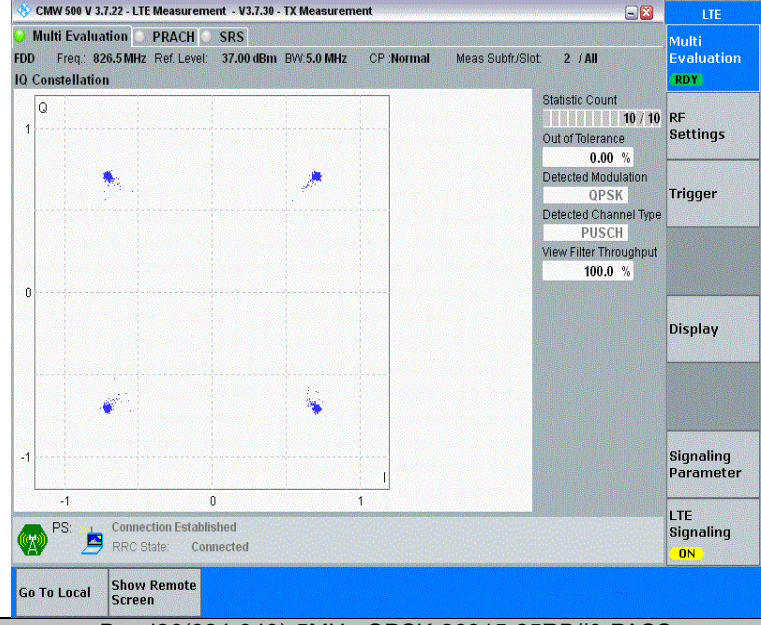 CMW 500 V 3.7.22 - LTE Measurement - V3.7.30 - TX Measurement
LTE
Multi Evaluation PRACH SRS
FDD Freq.: 826.5 MHz Ref. Level: 37.00 dBm BW: 5.0 MHz CP : Normal Meas Subfr./Slot: 2 / All
IQ Constellation
Q
1
0
-1
I
-1 0 1
Statistic Count
10 / 10
Out of Tolerance
0.00 %
Detected Modulation
QPSK
Detected Channel Type
PUSCH
View Filter Throughput
100.0 %
Multi
Evaluation
RDY
RF
Settings
Trigger
Display
Signaling
Parameter
LTE
Signaling
ON
PS: Connection Established
RRC State: Connected
Go To Local
Show Remote
Screen